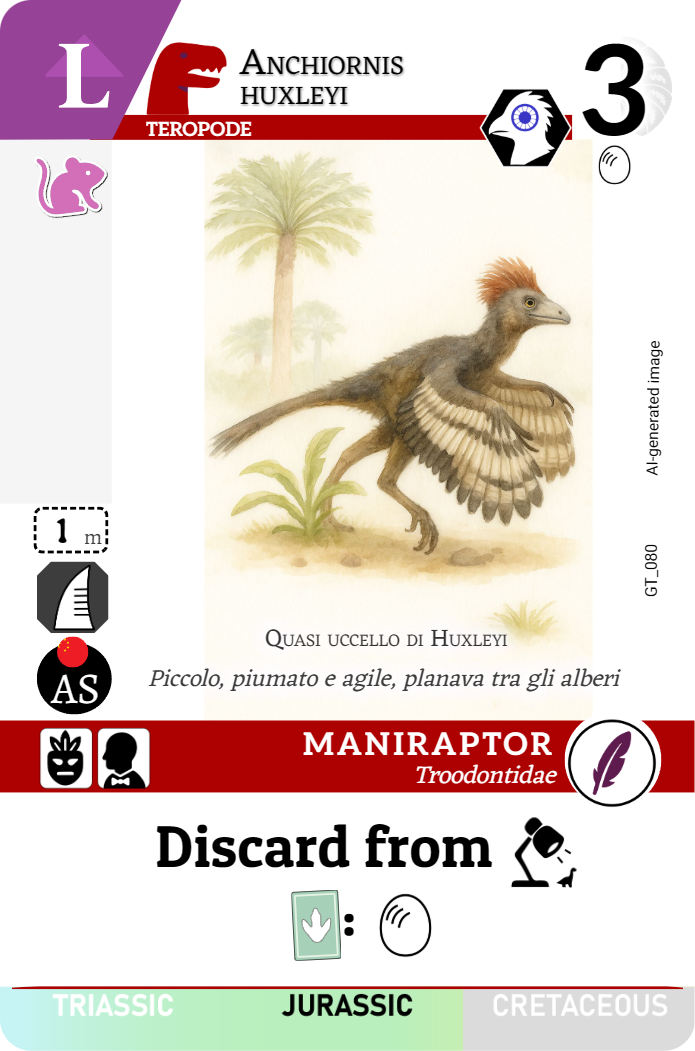 L
Anchiornis
huxleyi
3
TEROPODE
AI-generated image
1 m
GT_080
AS
Quasi uccello di Huxleyi
Piccolo, piumato e agile, planava tra gli alberi
MANIRAPTOR
Troodontidae
Discard from
:
TRIASSIC JURASSIC CRETACEOUS